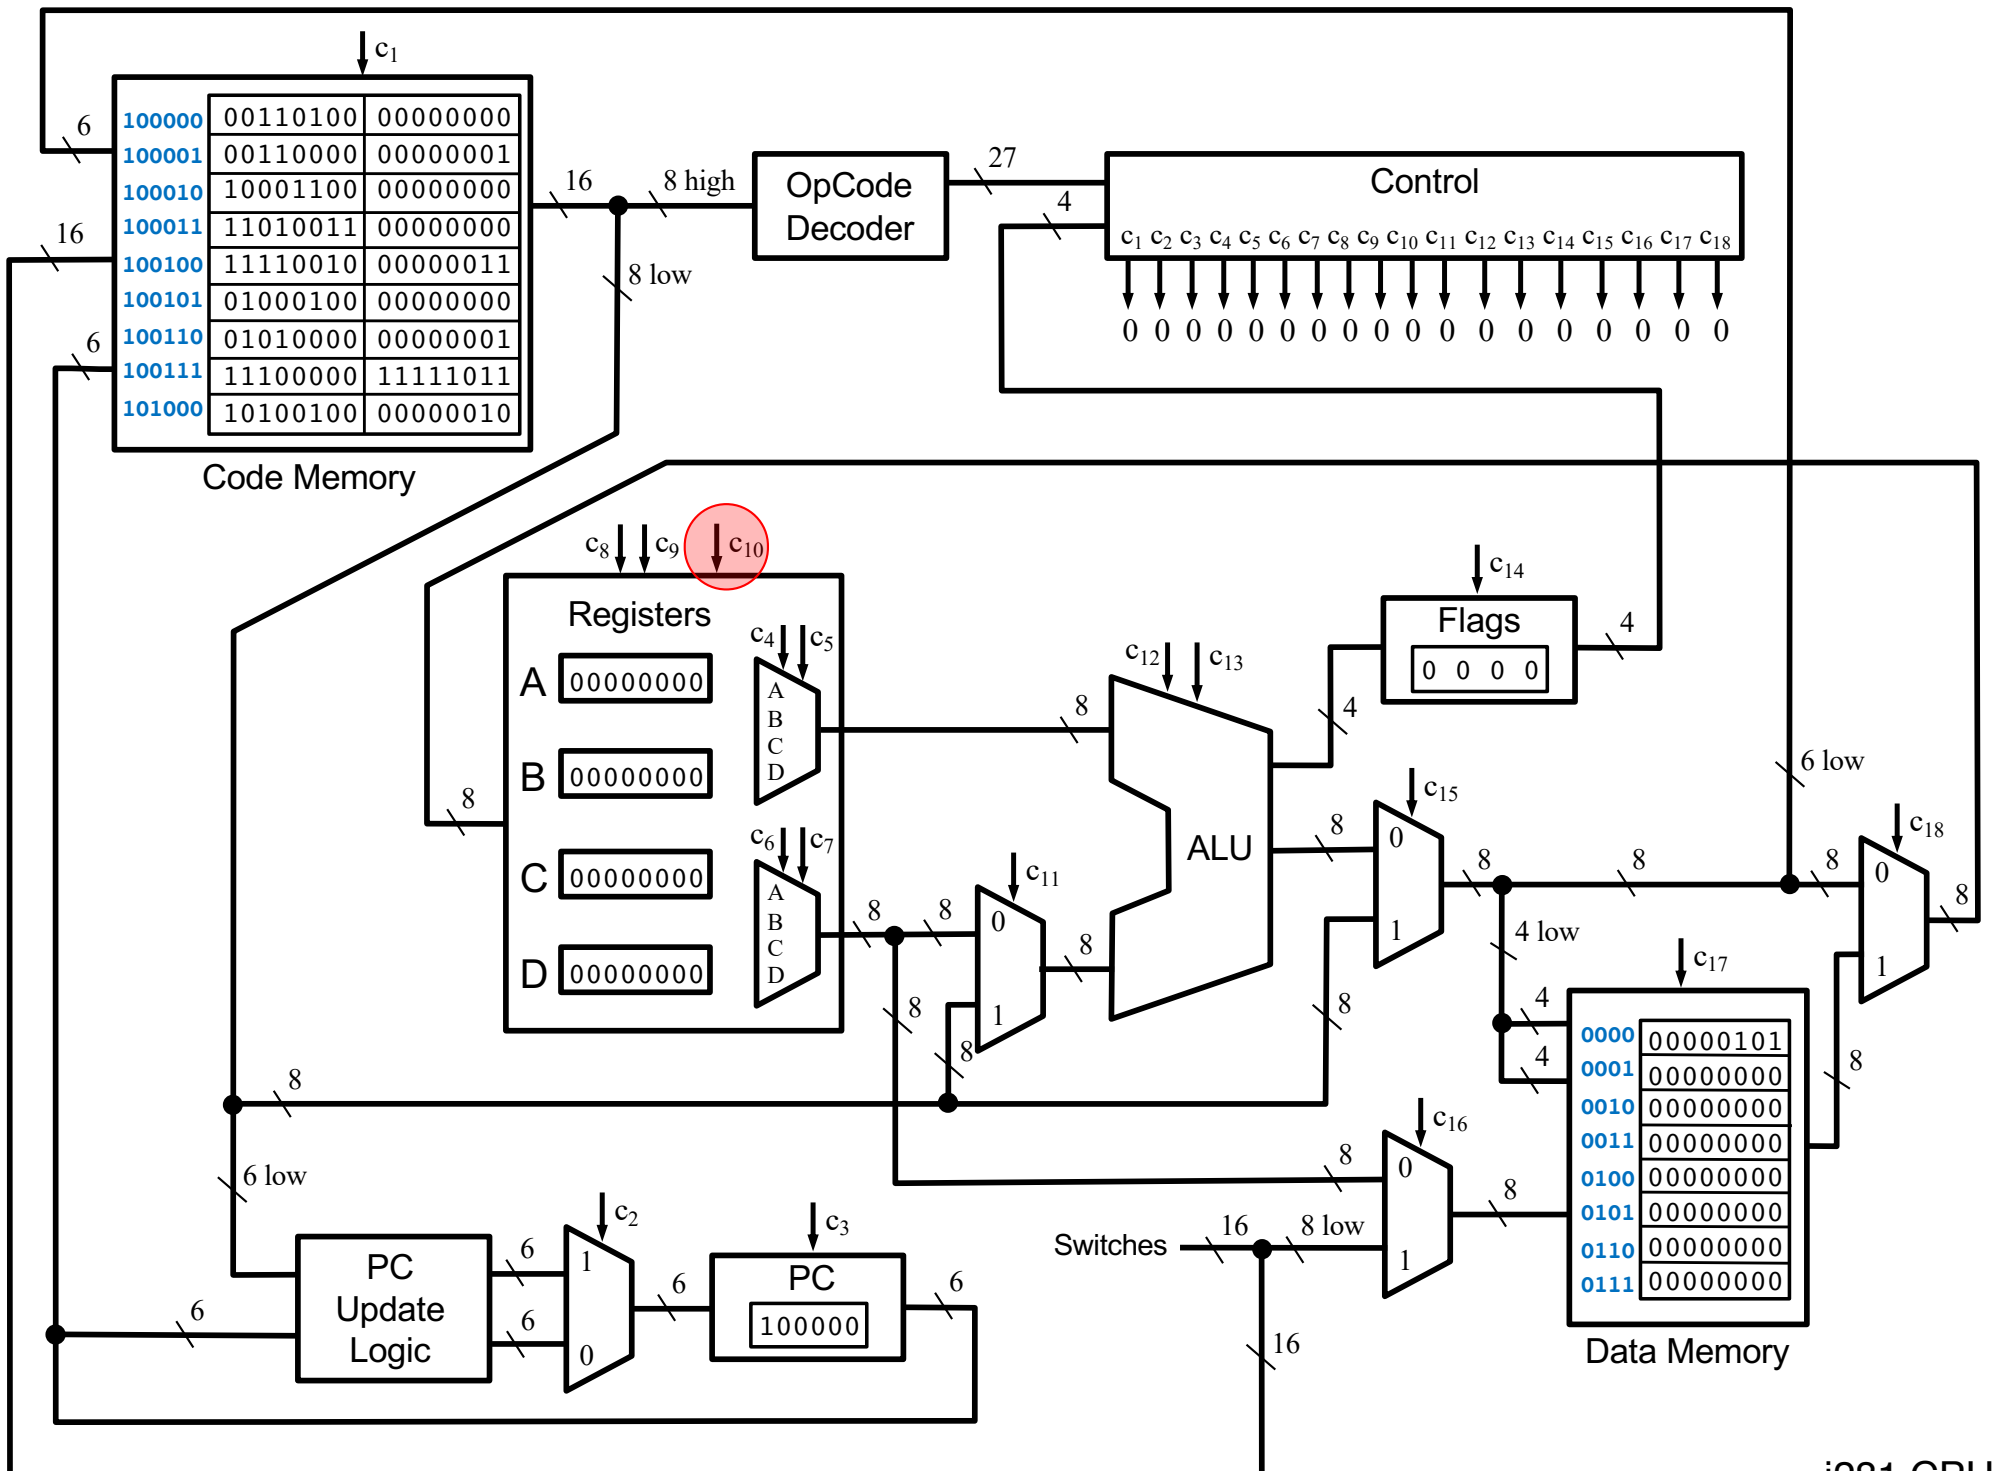 c1
100000 00110100 00000000
100001 00110000 00000001
100010 10001100 00000000
100011 11010011 00000000
100100 11110010 00000011
100101 01000100 00000000
100110 01010000 00000001
100111 11100000 11111011
101000 10100100 00000010
Code Memory
6
16
6
16
8 high
8 low
OpCode
Decoder
27
4
Control
c1 c2 c3 c4 c5 c6 c7 c8 c9 c10 c11 c12 c13 c14 c15 c16 c17 c18
0 0 0 0 0 0 0 0 0 0 0 0 0 0 0 0 0 0
c8 c9 c10
Registers
A 00000000
B 00000000
C 00000000
D 00000000
8
c4 c5
A
B
C
D
c6 c7
A
B
C
D
8
8
8
8
c11
0
1
8
8
c12 c13
ALU
c14
Flags
0 0 0 0
4
4
8
c15
0
1
8
8
8
8
6 low
4 low
c18
0
1
8
c17
4
4
0000 00000101
0001 00000000
0010 00000000
0011 00000000
0100 00000000
0101 00000000
0110 00000000
0111 00000000
Data Memory
8
8
6 low
PC
Update
Logic
6
6
6
c2
1
0
6
c3
PC
100000
6
Switches
16
8 low
16
8
c16
0
1
8